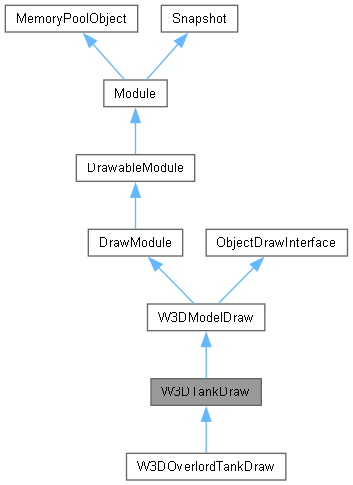 MemoryPoolObject
Snapshot
Module
DrawableModule
DrawModule
ObjectDrawInterface
W3DModelDraw
W3DTankDraw
W3DOverlordTankDraw